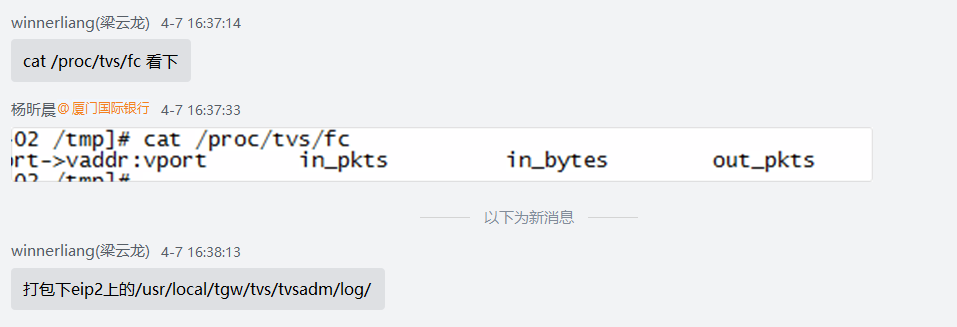 winnerliang(梁云龙) 4-7 16:37:14
cat /proc/tvs/fc 看下
杨昕晨@厦门国际银行 4-7 16:37:33
-02 /tmp]# cat /proc/tvs/fc
ort->vaddr:vport in_pkts in_bytes out_pkts
-02 /tmp]#
以下为新消息
winnerliang(梁云龙) 4-7 16:38:13
打包下eip2上的/usr/local/tgw/tvs/tvsadm/log/